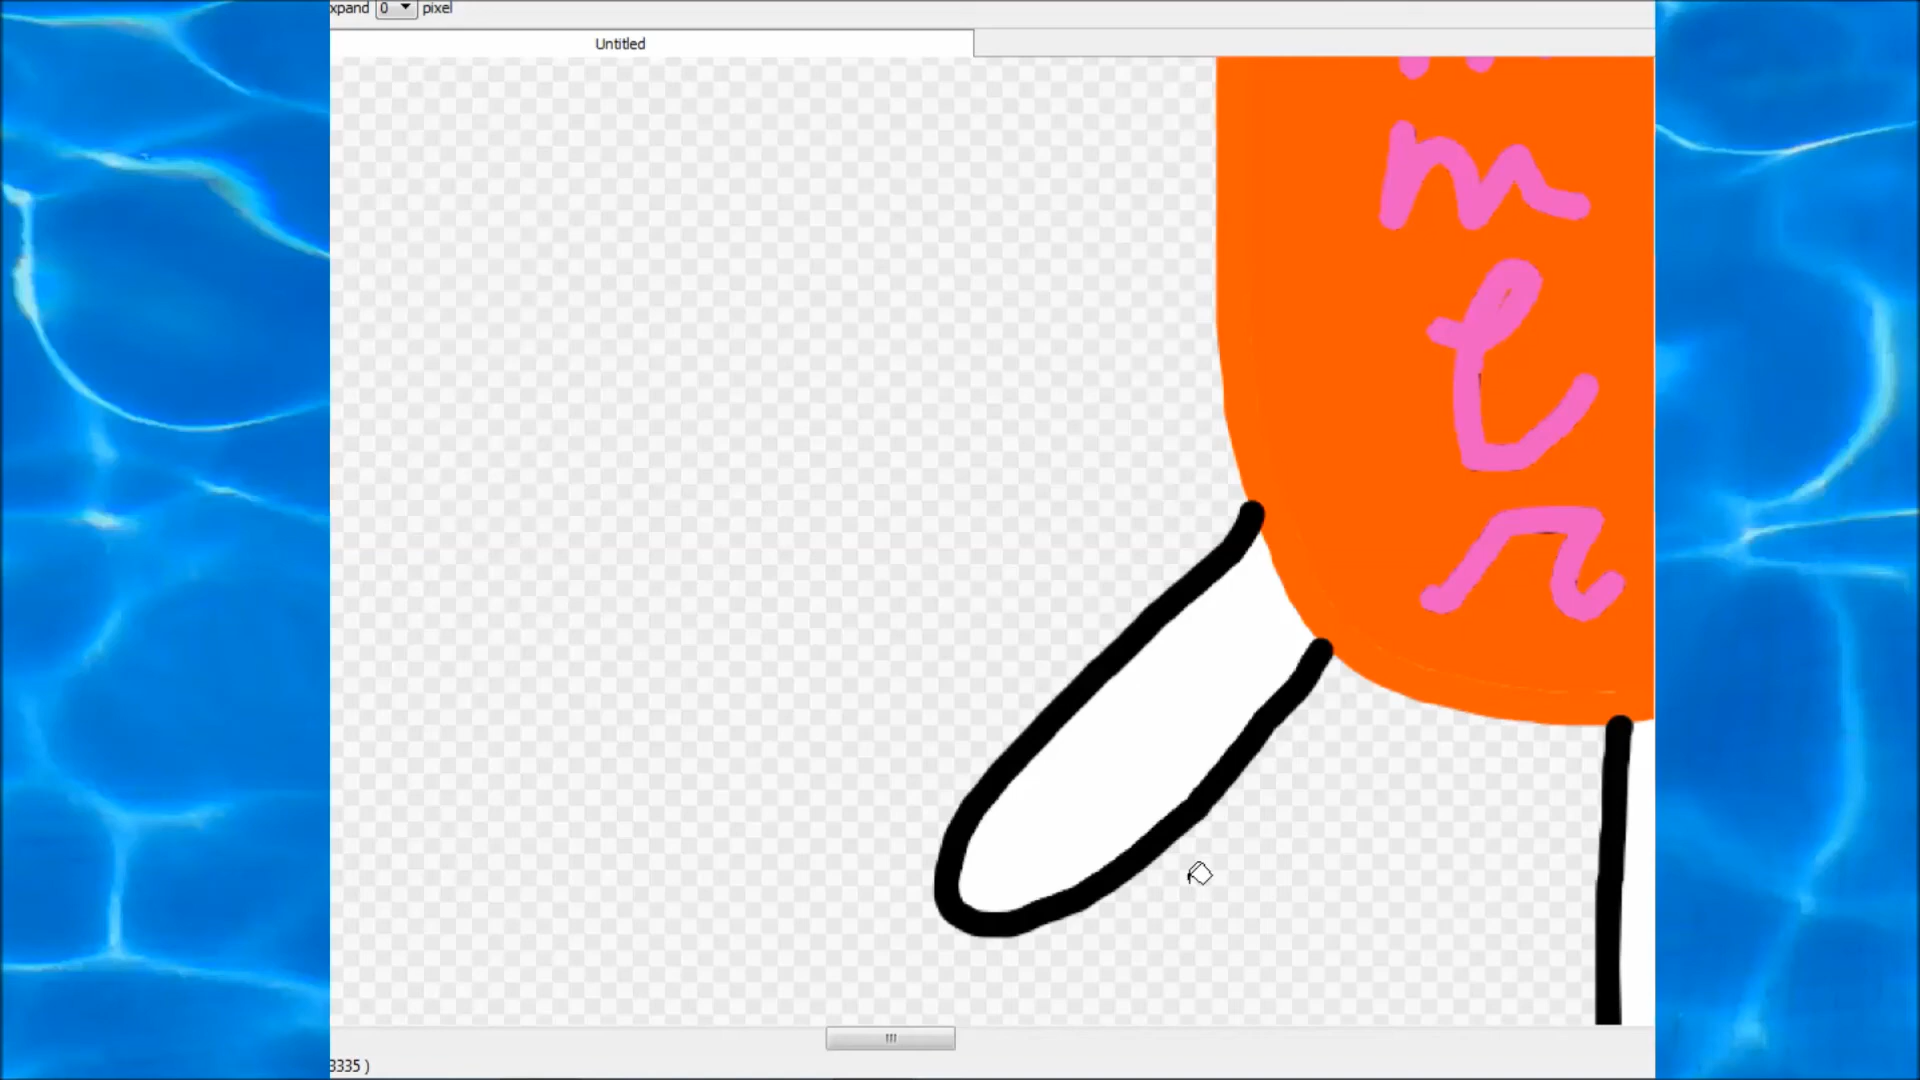 xpand 0 pixel
Untitled
m
e
r
3335 )